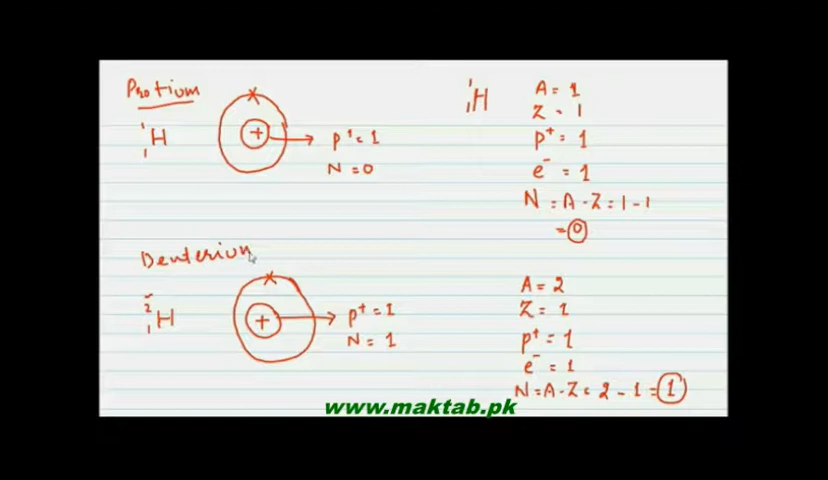 Protium
¹₁H
+
p⁺ = 1
N = 0
¹₁H
A = 1
Z = 1
p⁺ = 1
e⁻ = 1
N = A - Z = 1 - 1
= 0
Deuterium
²₁H
+
p⁺ = 1
N = 1
A = 2
Z = 1
p⁺ = 1
e⁻ = 1
N = A - Z = 2 - 1 = 1
www.maktab.pk